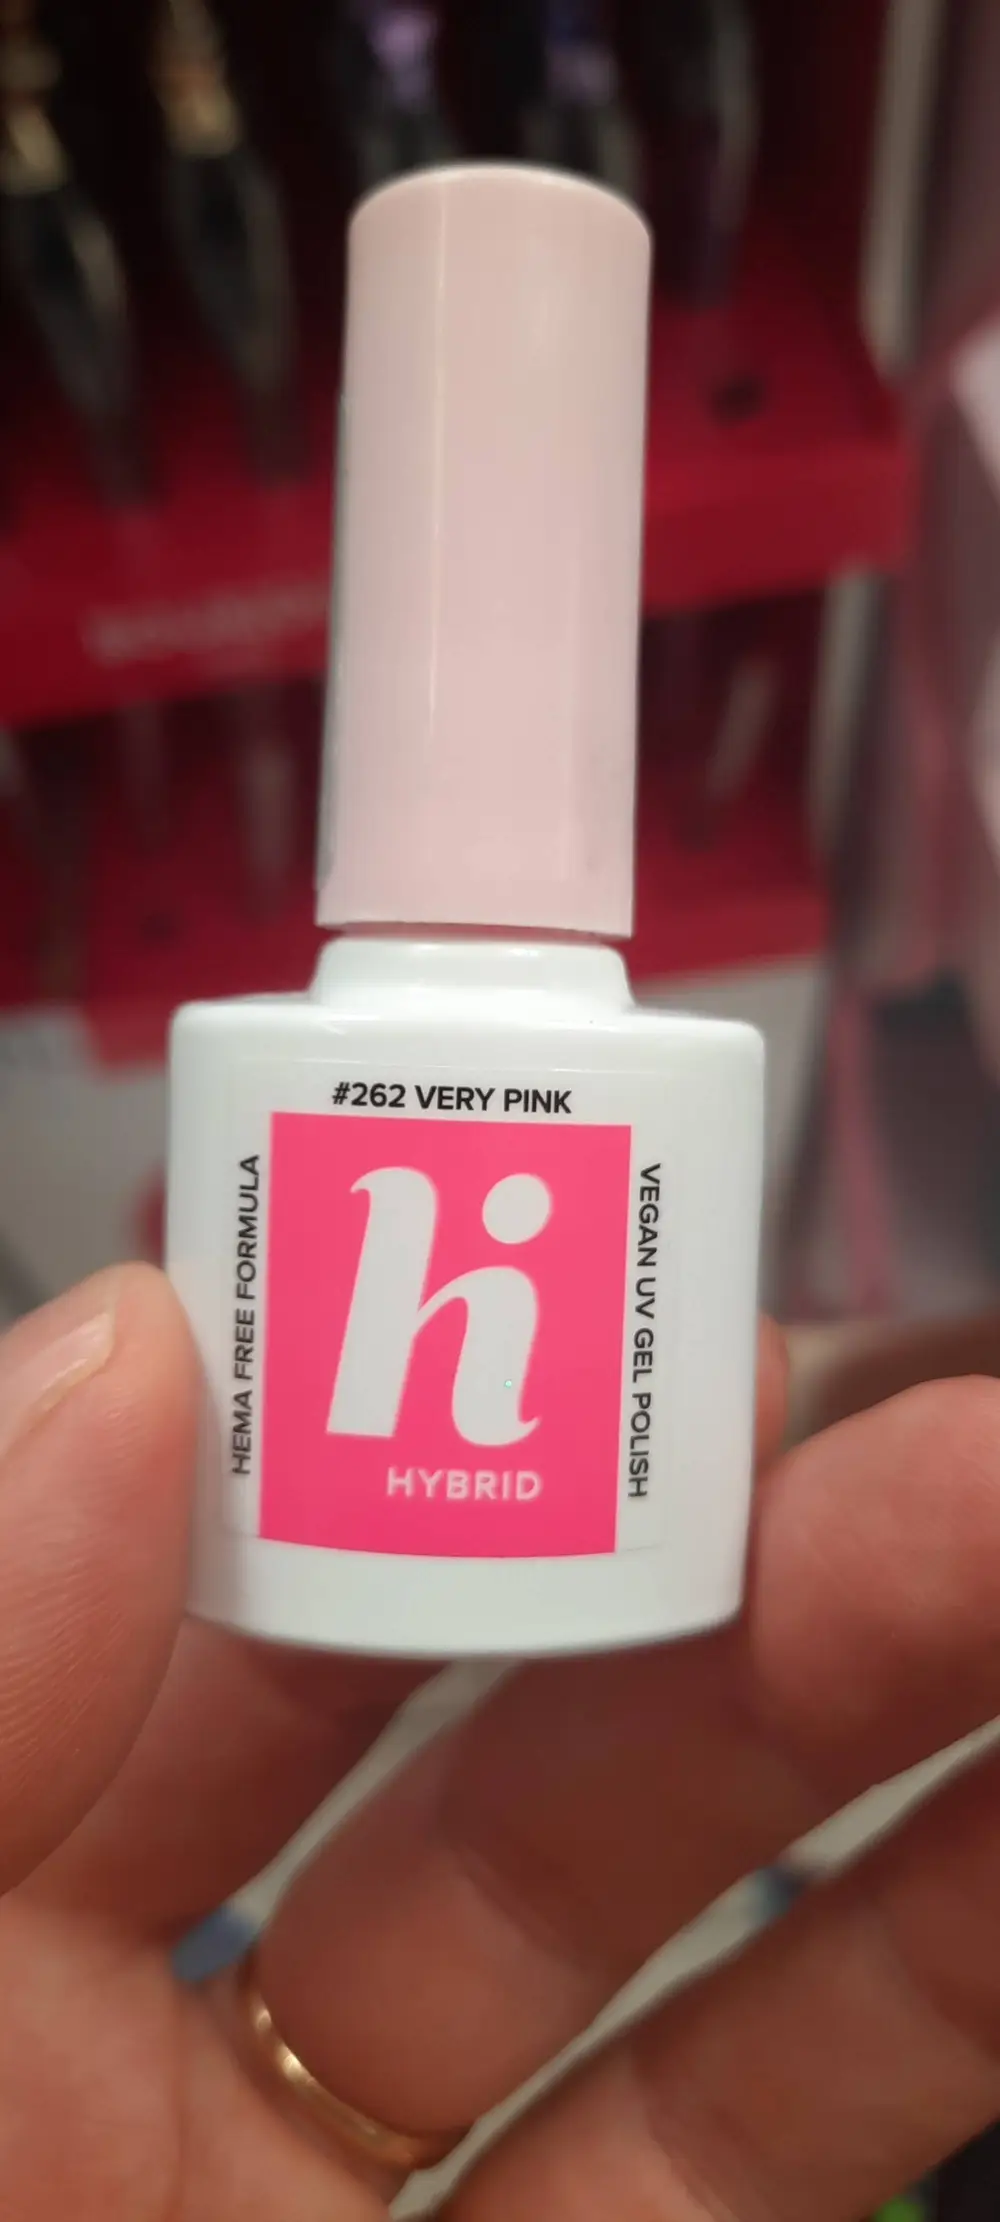 #262 VERY PINK
HEMA FREE FORMULA
hi
HYBRID
VEGAN UV GEL POLISH